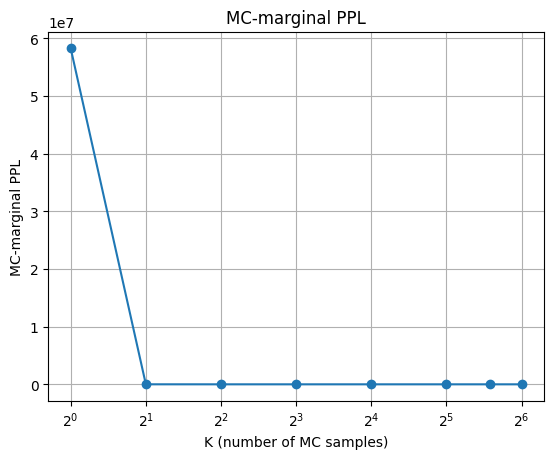 MC-marginal PPL
1e7
6
5
4
3
2
1
0
MC-marginal PPL
2^0 2^1 2^2 2^3 2^4 2^5 2^6
K (number of MC samples)